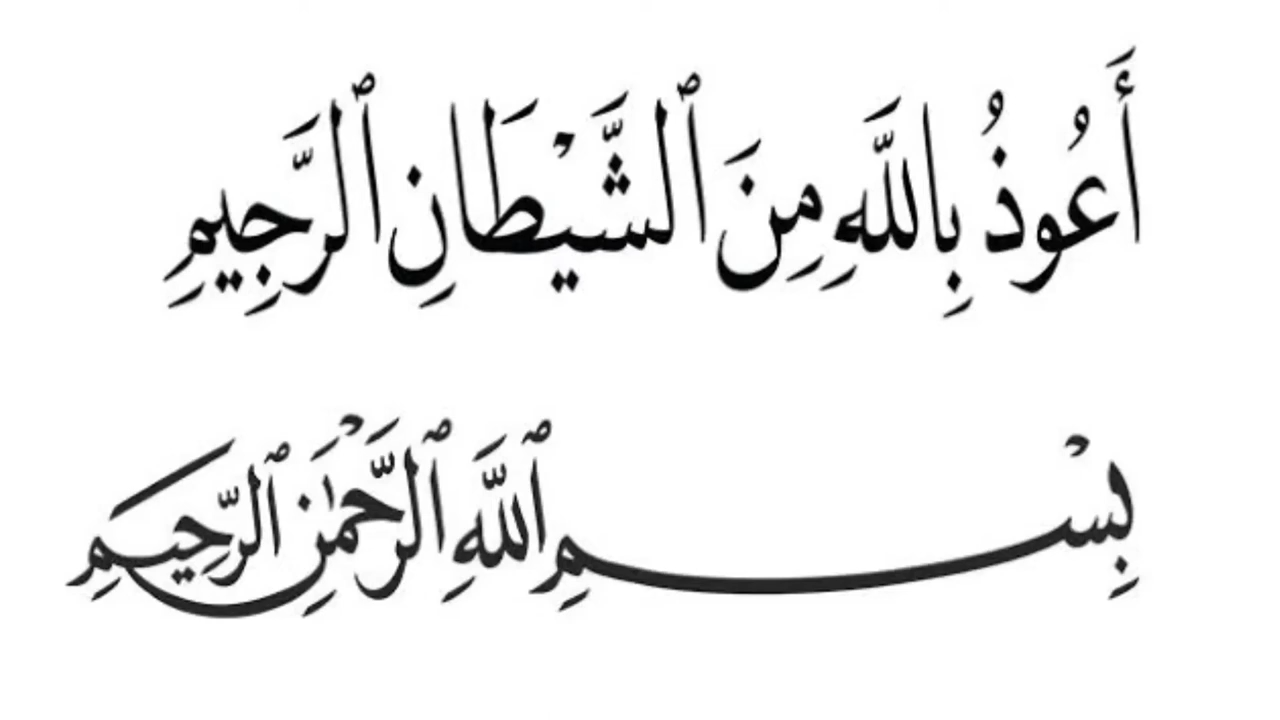 أَعُوذُ بِاللَّهِ مِنَ ٱلشَّيْطَانِ ٱلرَّجِيمِ
بِسْمِ ٱللَّهِ ٱلرَّحْمَٰنِ ٱلرَّحِيمِ